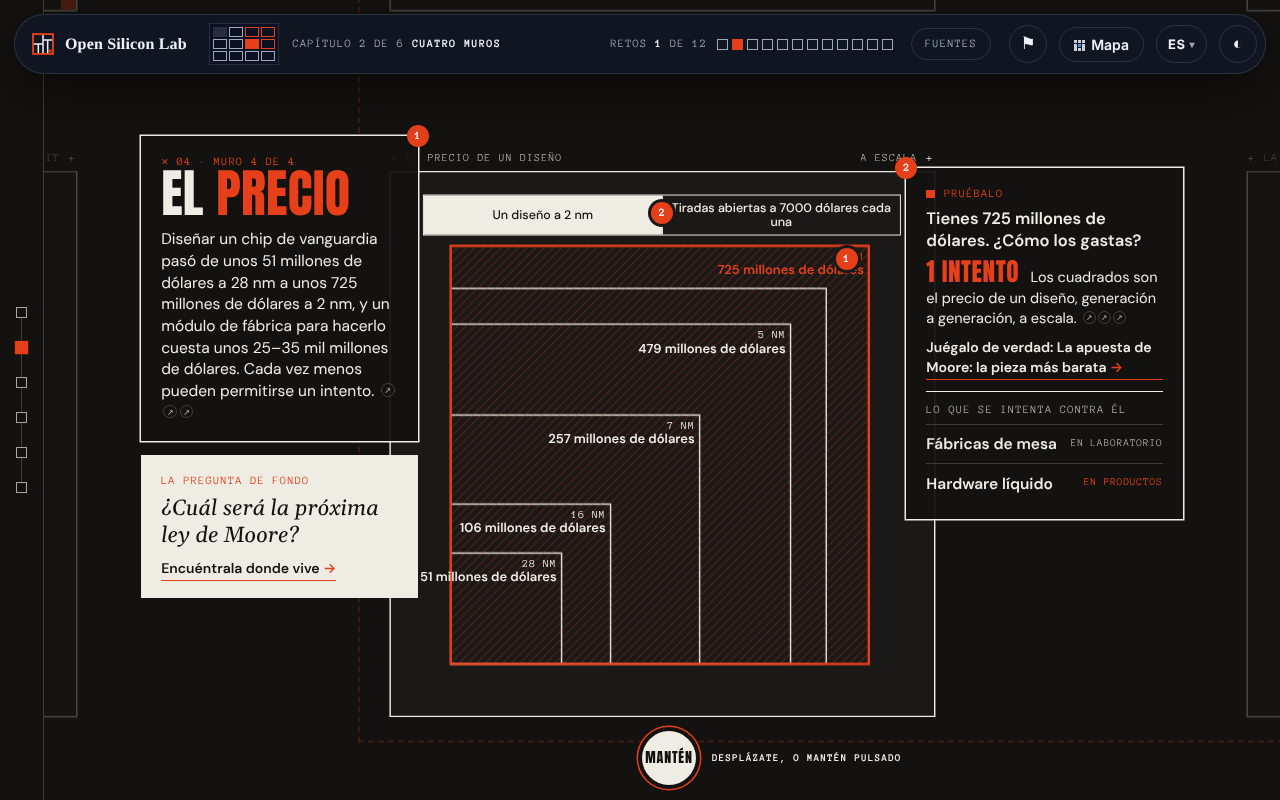 Open Silicon Lab
CAPÍTULO 2 DE 6 CUATRO MUROS
RETOS 1 DE 12
FUENTES
Mapa
ES
PRECIO DE UN DISEÑO
A ESCALA +
1
× 04 · MURO 4 DE 4
EL PRECIO
Diseñar un chip de vanguardia
pasó de unos 51 millones de
dólares a 28 nm a unos 725
millones de dólares a 2 nm, y un
módulo de fábrica para hacerlo
cuesta unos 25–35 mil millones
de dólares. Cada vez menos
pueden permitirse un intento.
LA PREGUNTA DE FONDO
¿Cuál será la próxima
ley de Moore?
Encuéntrala donde vive →
Un diseño a 2 nm
2
Tiradas abiertas a 7000 dólares cada
una
1
725 millones de dólares
5 NM
479 millones de dólares
7 NM
257 millones de dólares
16 NM
106 millones de dólares
28 NM
51 millones de dólares
2
PRUÉBALO
Tienes 725 millones de
dólares. ¿Cómo los gastas?
1 INTENTO Los cuadrados son
el precio de un diseño, generación
a generación, a escala.
Juégalo de verdad: La apuesta de
Moore: la pieza más barata →
LO QUE SE INTENTA CONTRA ÉL
Fábricas de mesa EN LABORATORIO
Hardware líquido EN PRODUCTOS
MANTÉN
DESPLÁZATE, O MANTÉN PULSADO